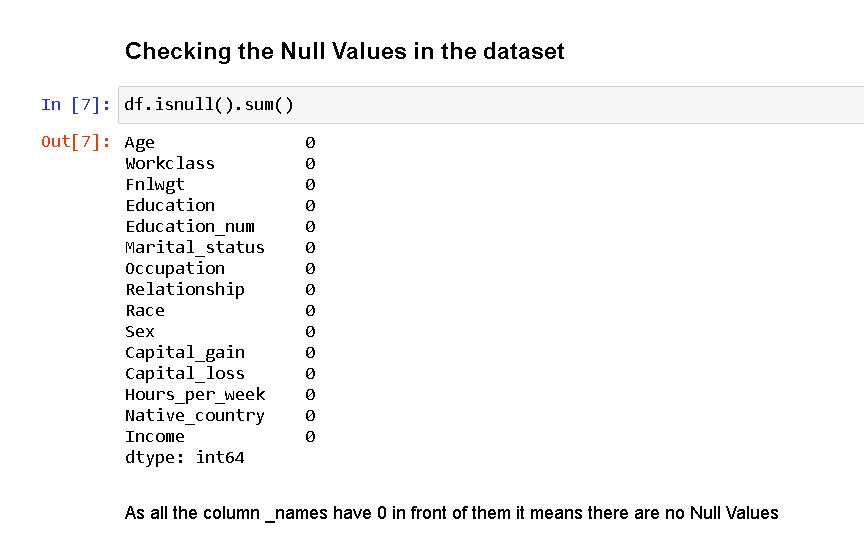 Checking the Null Values in the dataset
In [7]: df.isnull().sum()
Out[7]: Age 0
Workclass 0
Fnlwgt 0
Education 0
Education_num 0
Marital_status 0
Occupation 0
Relationship 0
Race 0
Sex 0
Capital_gain 0
Capital_loss 0
Hours_per_week 0
Native_country 0
Income 0
dtype: int64
As all the column _names have 0 in front of them it means there are no Null Values